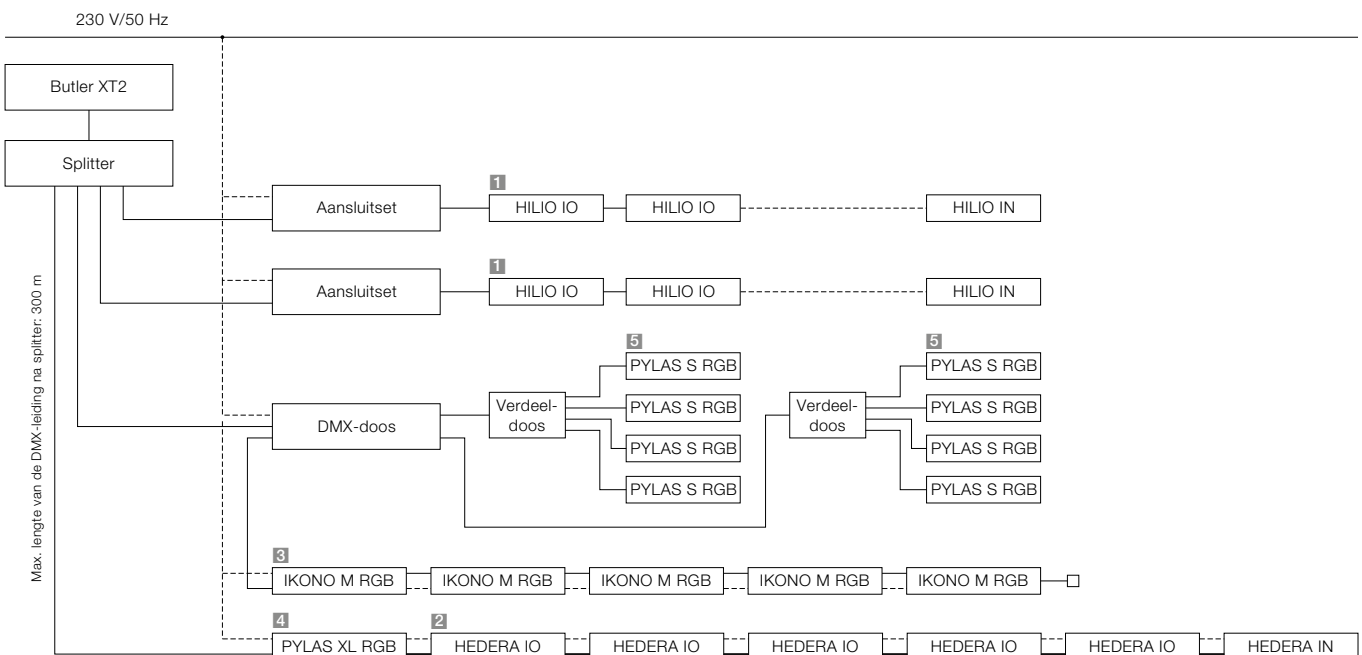 230 V/50 Hz
Butler XT2
Splitter
Max. lengte van de DMX-leiding na splitter: 300 m
1
Aansluitset
HILIO IO
HILIO IO
HILIO IN
1
Aansluitset
HILIO IO
HILIO IO
HILIO IN
5
5
PYLAS S RGB
PYLAS S RGB
DMX-doos
Verdeel-
doos
PYLAS S RGB
Verdeel-
doos
PYLAS S RGB
PYLAS S RGB
PYLAS S RGB
PYLAS S RGB
PYLAS S RGB
3
IKONO M RGB
IKONO M RGB
IKONO M RGB
IKONO M RGB
IKONO M RGB
4
2
PYLAS XL RGB
HEDERA IO
HEDERA IO
HEDERA IO
HEDERA IO
HEDERA IO
HEDERA IN